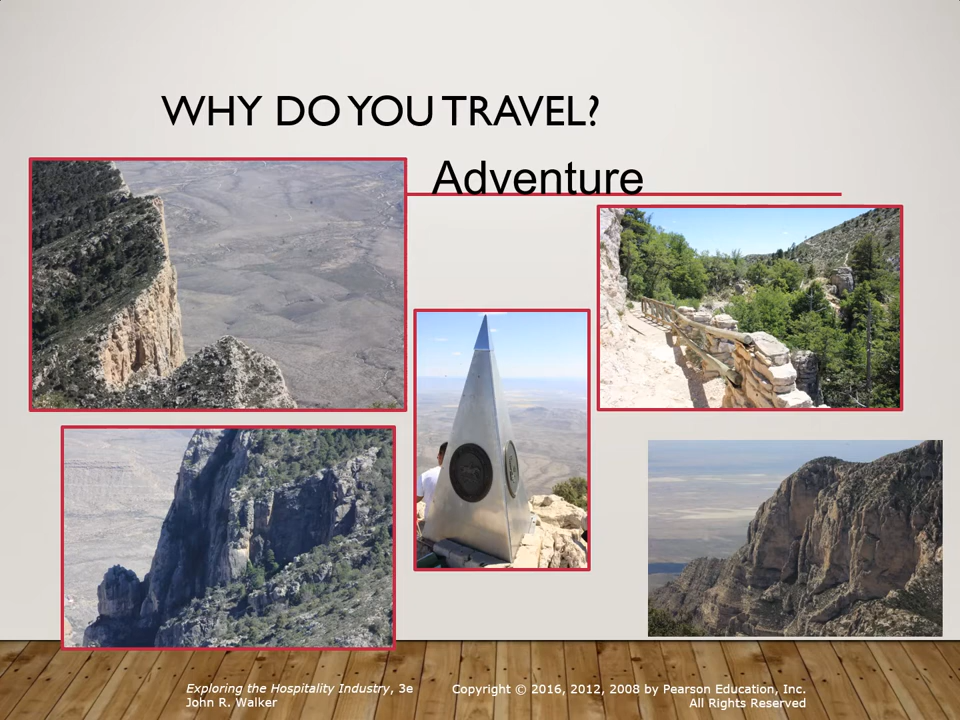 WHY DO YOU TRAVEL?
Adventure
Exploring the Hospitality Industry, 3e
John R. Walker
Copyright © 2016, 2012, 2008 by Pearson Education, Inc.
All Rights Reserved